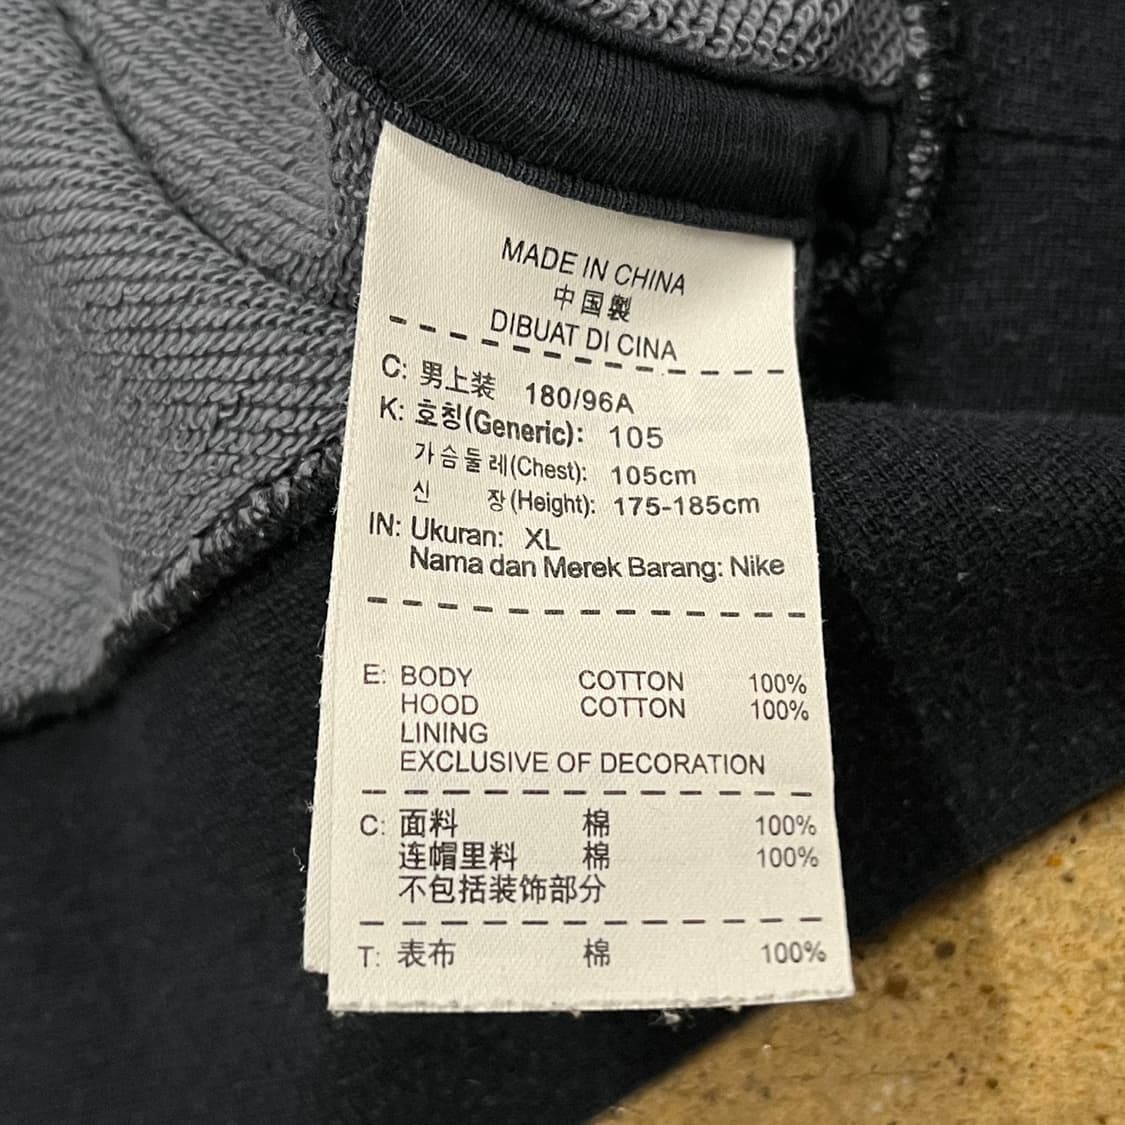 MADE IN CHINA
中国製
DIBUAT DI CINA
C: 男上装 180/96A
K: 호칭(Generic): 105
가슴둘레(Chest): 105cm
신 장(Height): 175-185cm
IN: Ukuran: XL
Nama dan Merek Barang: Nike
E: BODY COTTON 100%
HOOD COTTON 100%
LINING
EXCLUSIVE OF DECORATION
C: 面料 棉 100%
连帽里料 棉 100%
不包括装饰部分
T: 表布 棉 100%